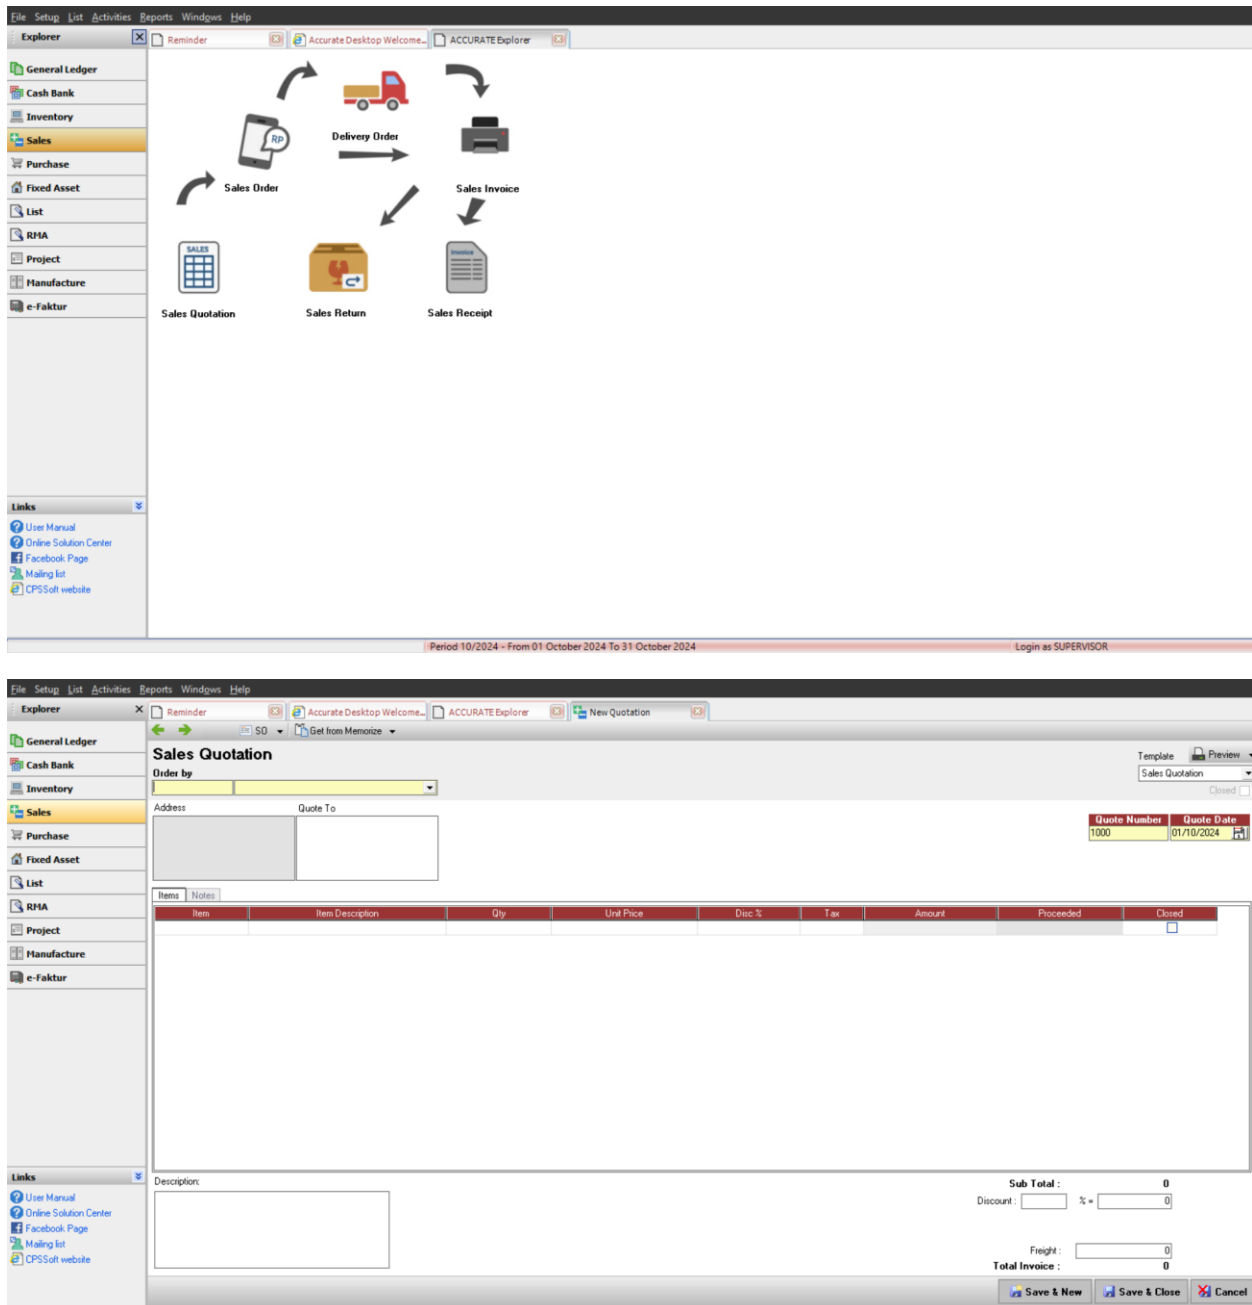 File Setup List Activities Reports Windows Help
Explorer
Reminder
Accurate Desktop Welcome...
ACCURATE Explorer
General Ledger
Cash Bank
Inventory
Sales
Purchase
Fixed Asset
List
RMA
Project
Manufacture
e-Faktur
RP
Delivery Order
Sales Order
Sales Invoice
SALES
Invoice
Sales Quotation
Sales Return
Sales Receipt
Links
User Manual
Online Solution Center
Facebook Page
Mailing list
CPSSoft website
Period 10/2024 - From 01 October 2024 To 31 October 2024
Login as SUPERVISOR
File Setup List Activities Reports Windows Help
Explorer
Reminder
Accurate Desktop Welcome...
ACCURATE Explorer
New Quotation
General Ledger
Cash Bank
Inventory
Sales
Purchase
Fixed Asset
List
RMA
Project
Manufacture
e-Faktur
SO
Get from Memorize
Sales Quotation
Template
Preview
Order by
Sales Quotation
Closed
Address
Quote To
Quote Number Quote Date
1000 01/10/2024
Items Notes
Item Item Description Qty Unit Price Disc % Tax Amount Proceeded Closed
Links
User Manual
Online Solution Center
Facebook Page
Mailing list
CPSSoft website
Description:
Sub Total : 0
Discount : % = 0
Freight : 0
Total Invoice : 0
Save & New Save & Close Cancel